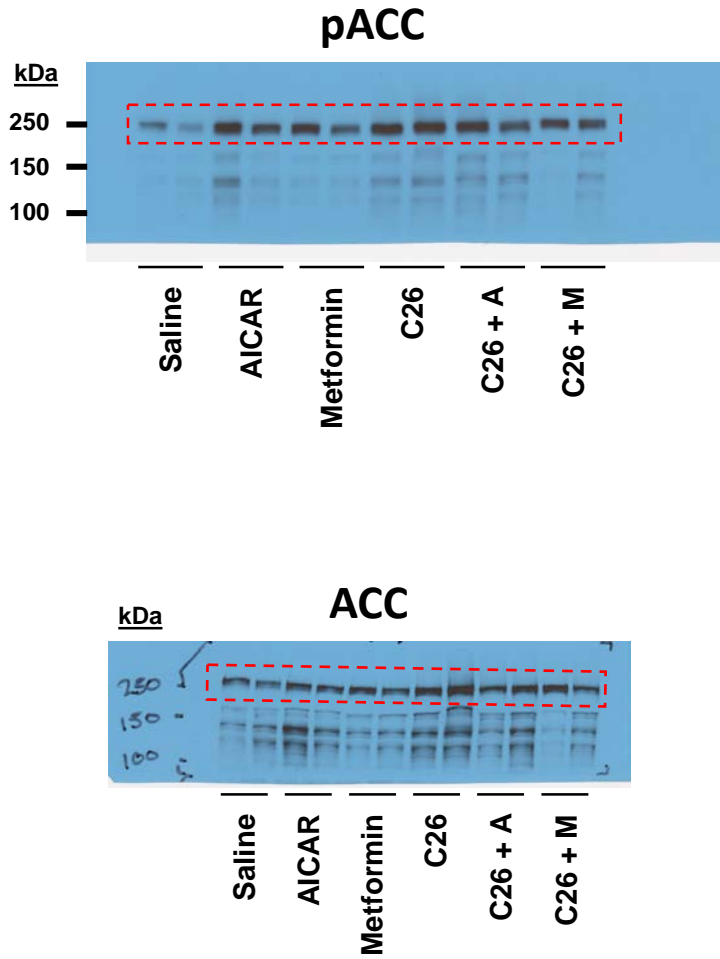 pACC
kDa
250
150
100
Saline
AICAR
Metformin
C26
C26 + A
C26 + M
ACC
kDa
250
150
100
Saline
AICAR
Metformin
C26
C26 + A
C26 + M